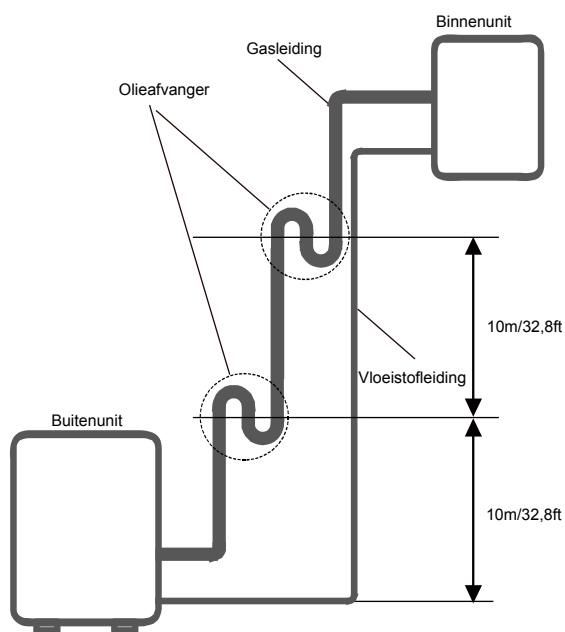 Binnenunit
Gasleiding
Olieafvanger
10m/32,8ft
Vloeistofleiding
Buitenunit
10m/32,8ft